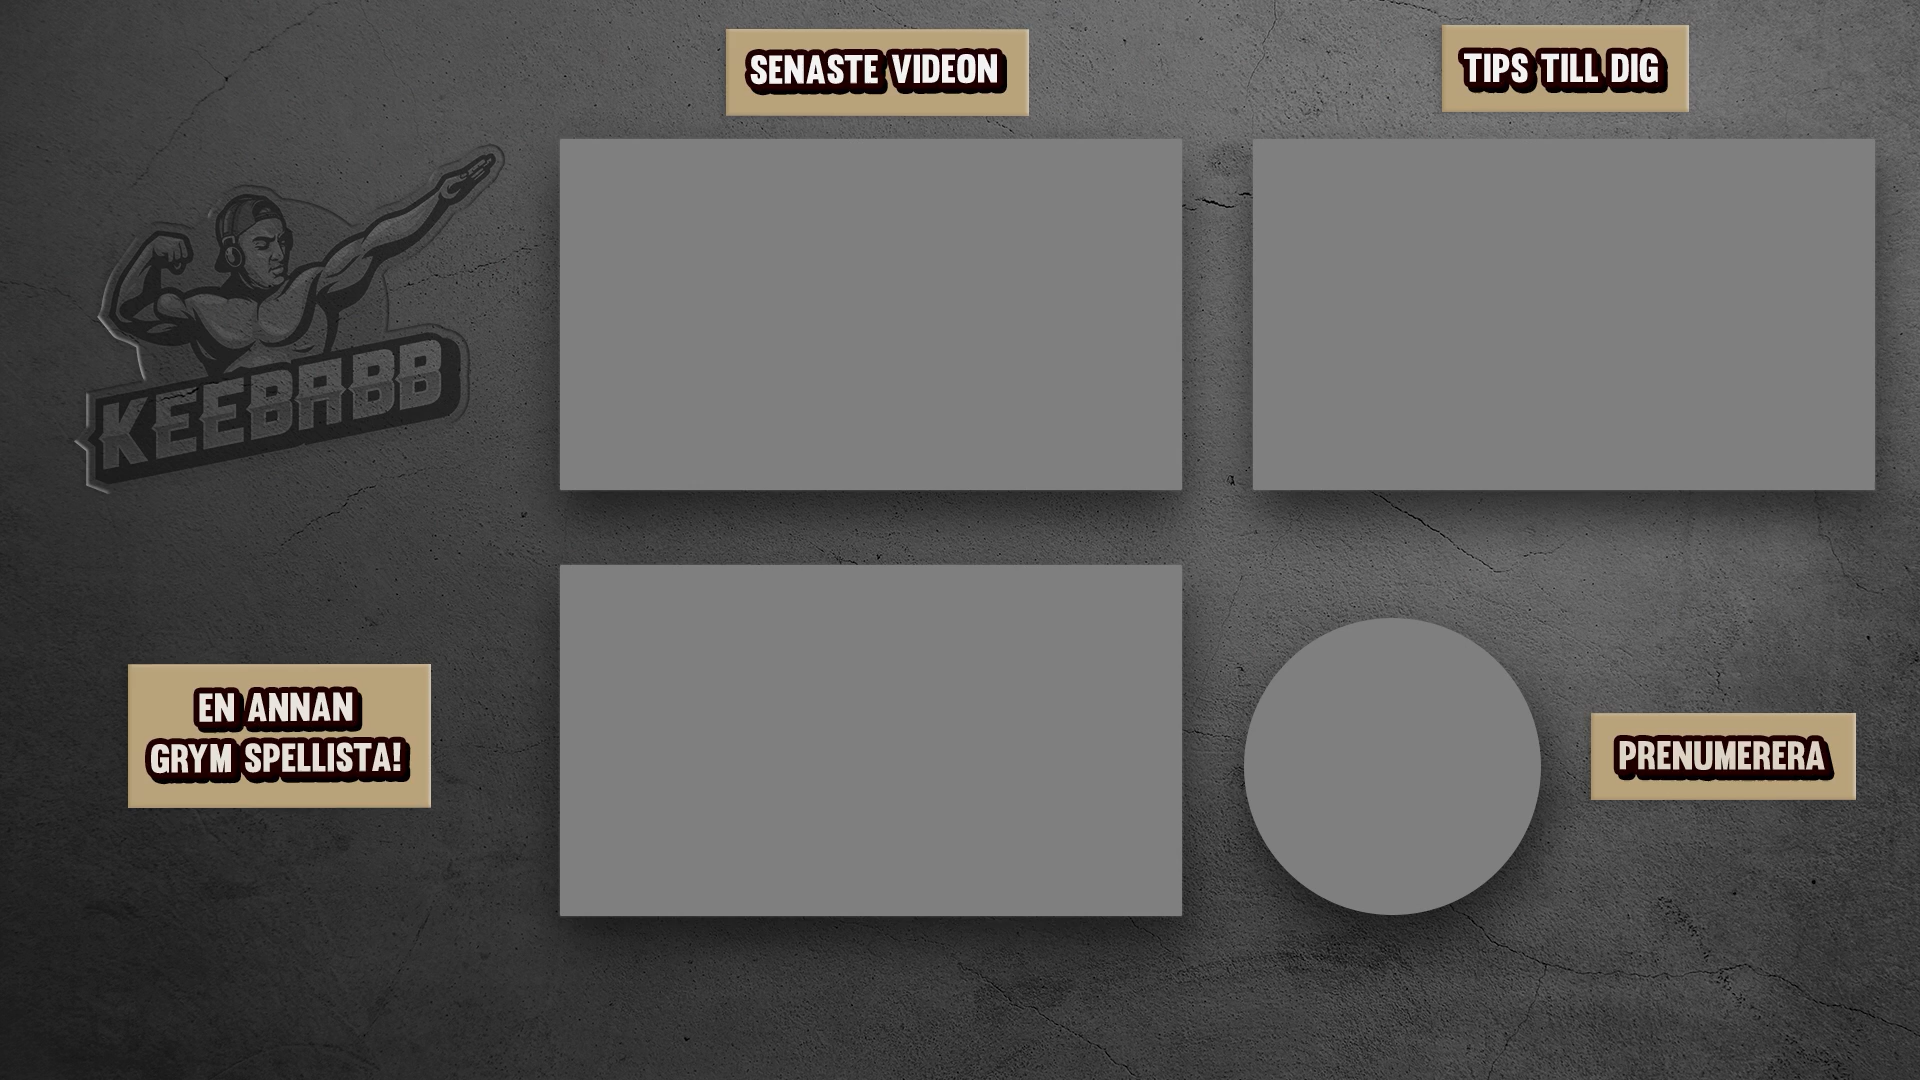 SENASTE VIDEON
TIPS TILL DIG
KEEBABB
EN ANNAN
GRYM SPELLISTA!
PRENUMERERA